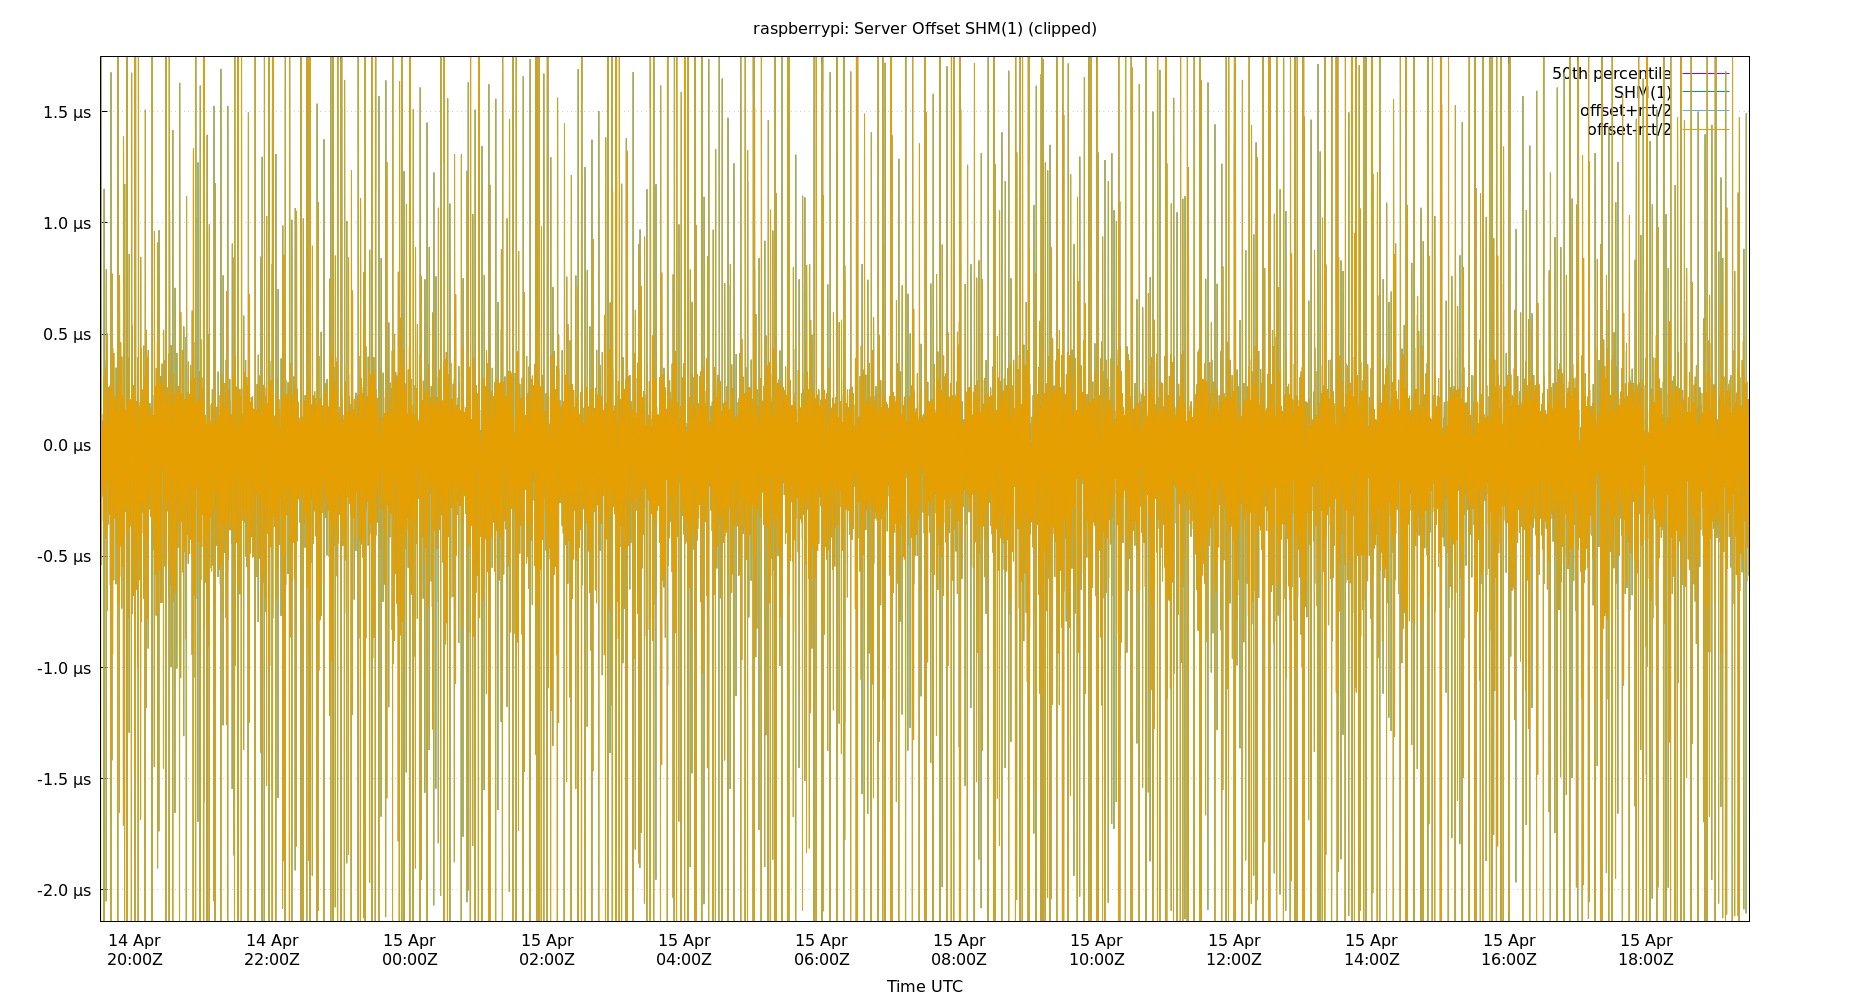 raspberrypi: Server Offset SHM(1) (clipped)
50th percentile
SHM(1)
offset+rtt/2
offset-rtt/2
1.5 µs
1.0 µs
0.5 µs
0.0 µs
-0.5 µs
-1.0 µs
-1.5 µs
-2.0 µs
14 Apr 14 Apr 15 Apr 15 Apr 15 Apr 15 Apr 15 Apr 15 Apr 15 Apr 15 Apr 15 Apr 15 Apr
20:00Z 22:00Z 00:00Z 02:00Z 04:00Z 06:00Z 08:00Z 10:00Z 12:00Z 14:00Z 16:00Z 18:00Z
Time UTC